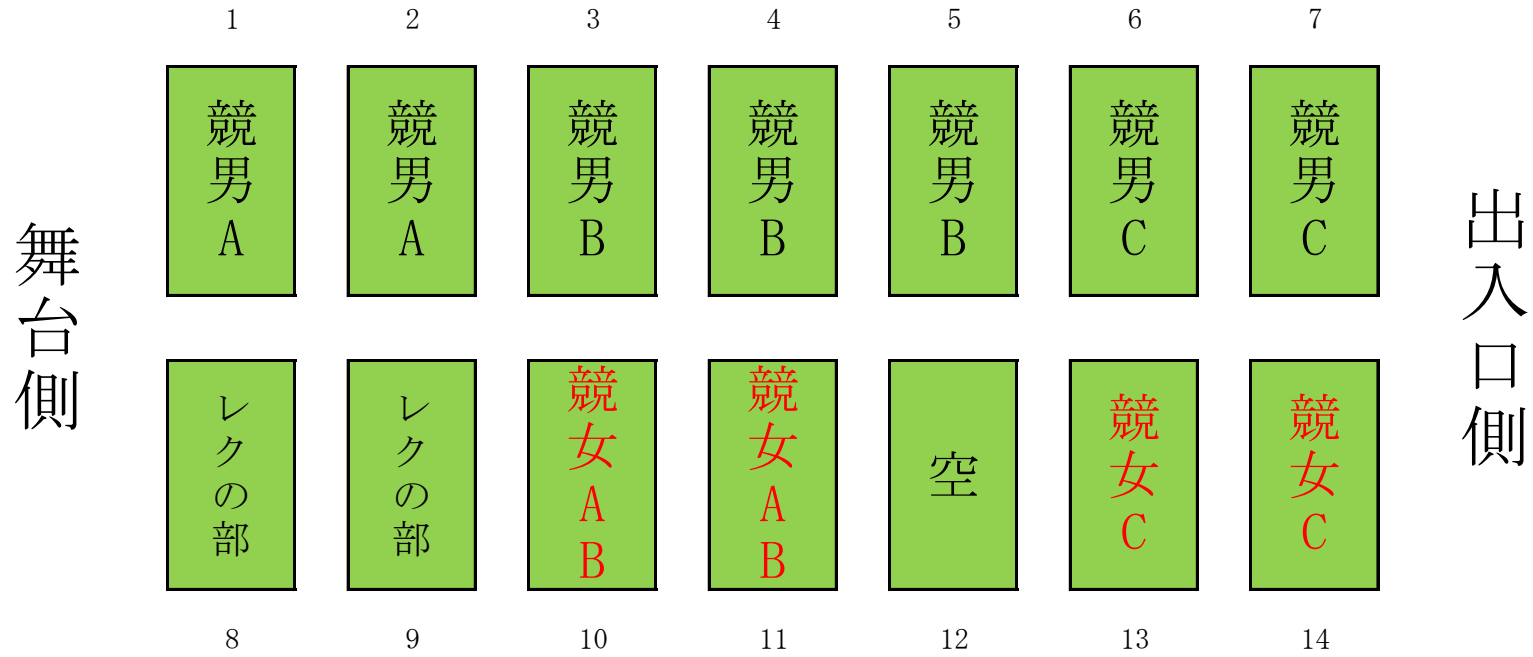 1 2 3 4 5 6 7
競男A 競男A 競男B 競男B 競男B 競男C 競男C
舞台側
出入口側
レクの部 レクの部 競女AB 競女AB 空 競女C 競女C
8 9 10 11 12 13 14